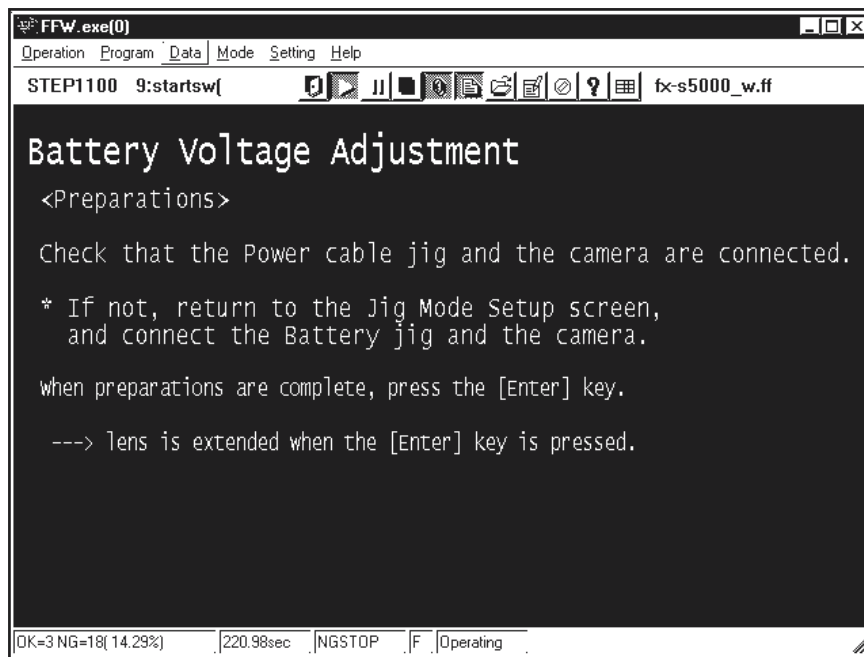 FFW.exe(0)
Operation Program Data Mode Setting Help
STEP1100 9:startsw( fx-s5000_w.ff
Battery Voltage Adjustment
<Preparations>
Check that the Power cable jig and the camera are connected.
* If not, return to the Jig Mode Setup screen,
and connect the Battery jig and the camera.
When preparations are complete, press the [Enter] key.
---> lens is extended when the [Enter] key is pressed.
OK=3 NG=18( 14.29%) 220.98sec NGSTOP F Operating